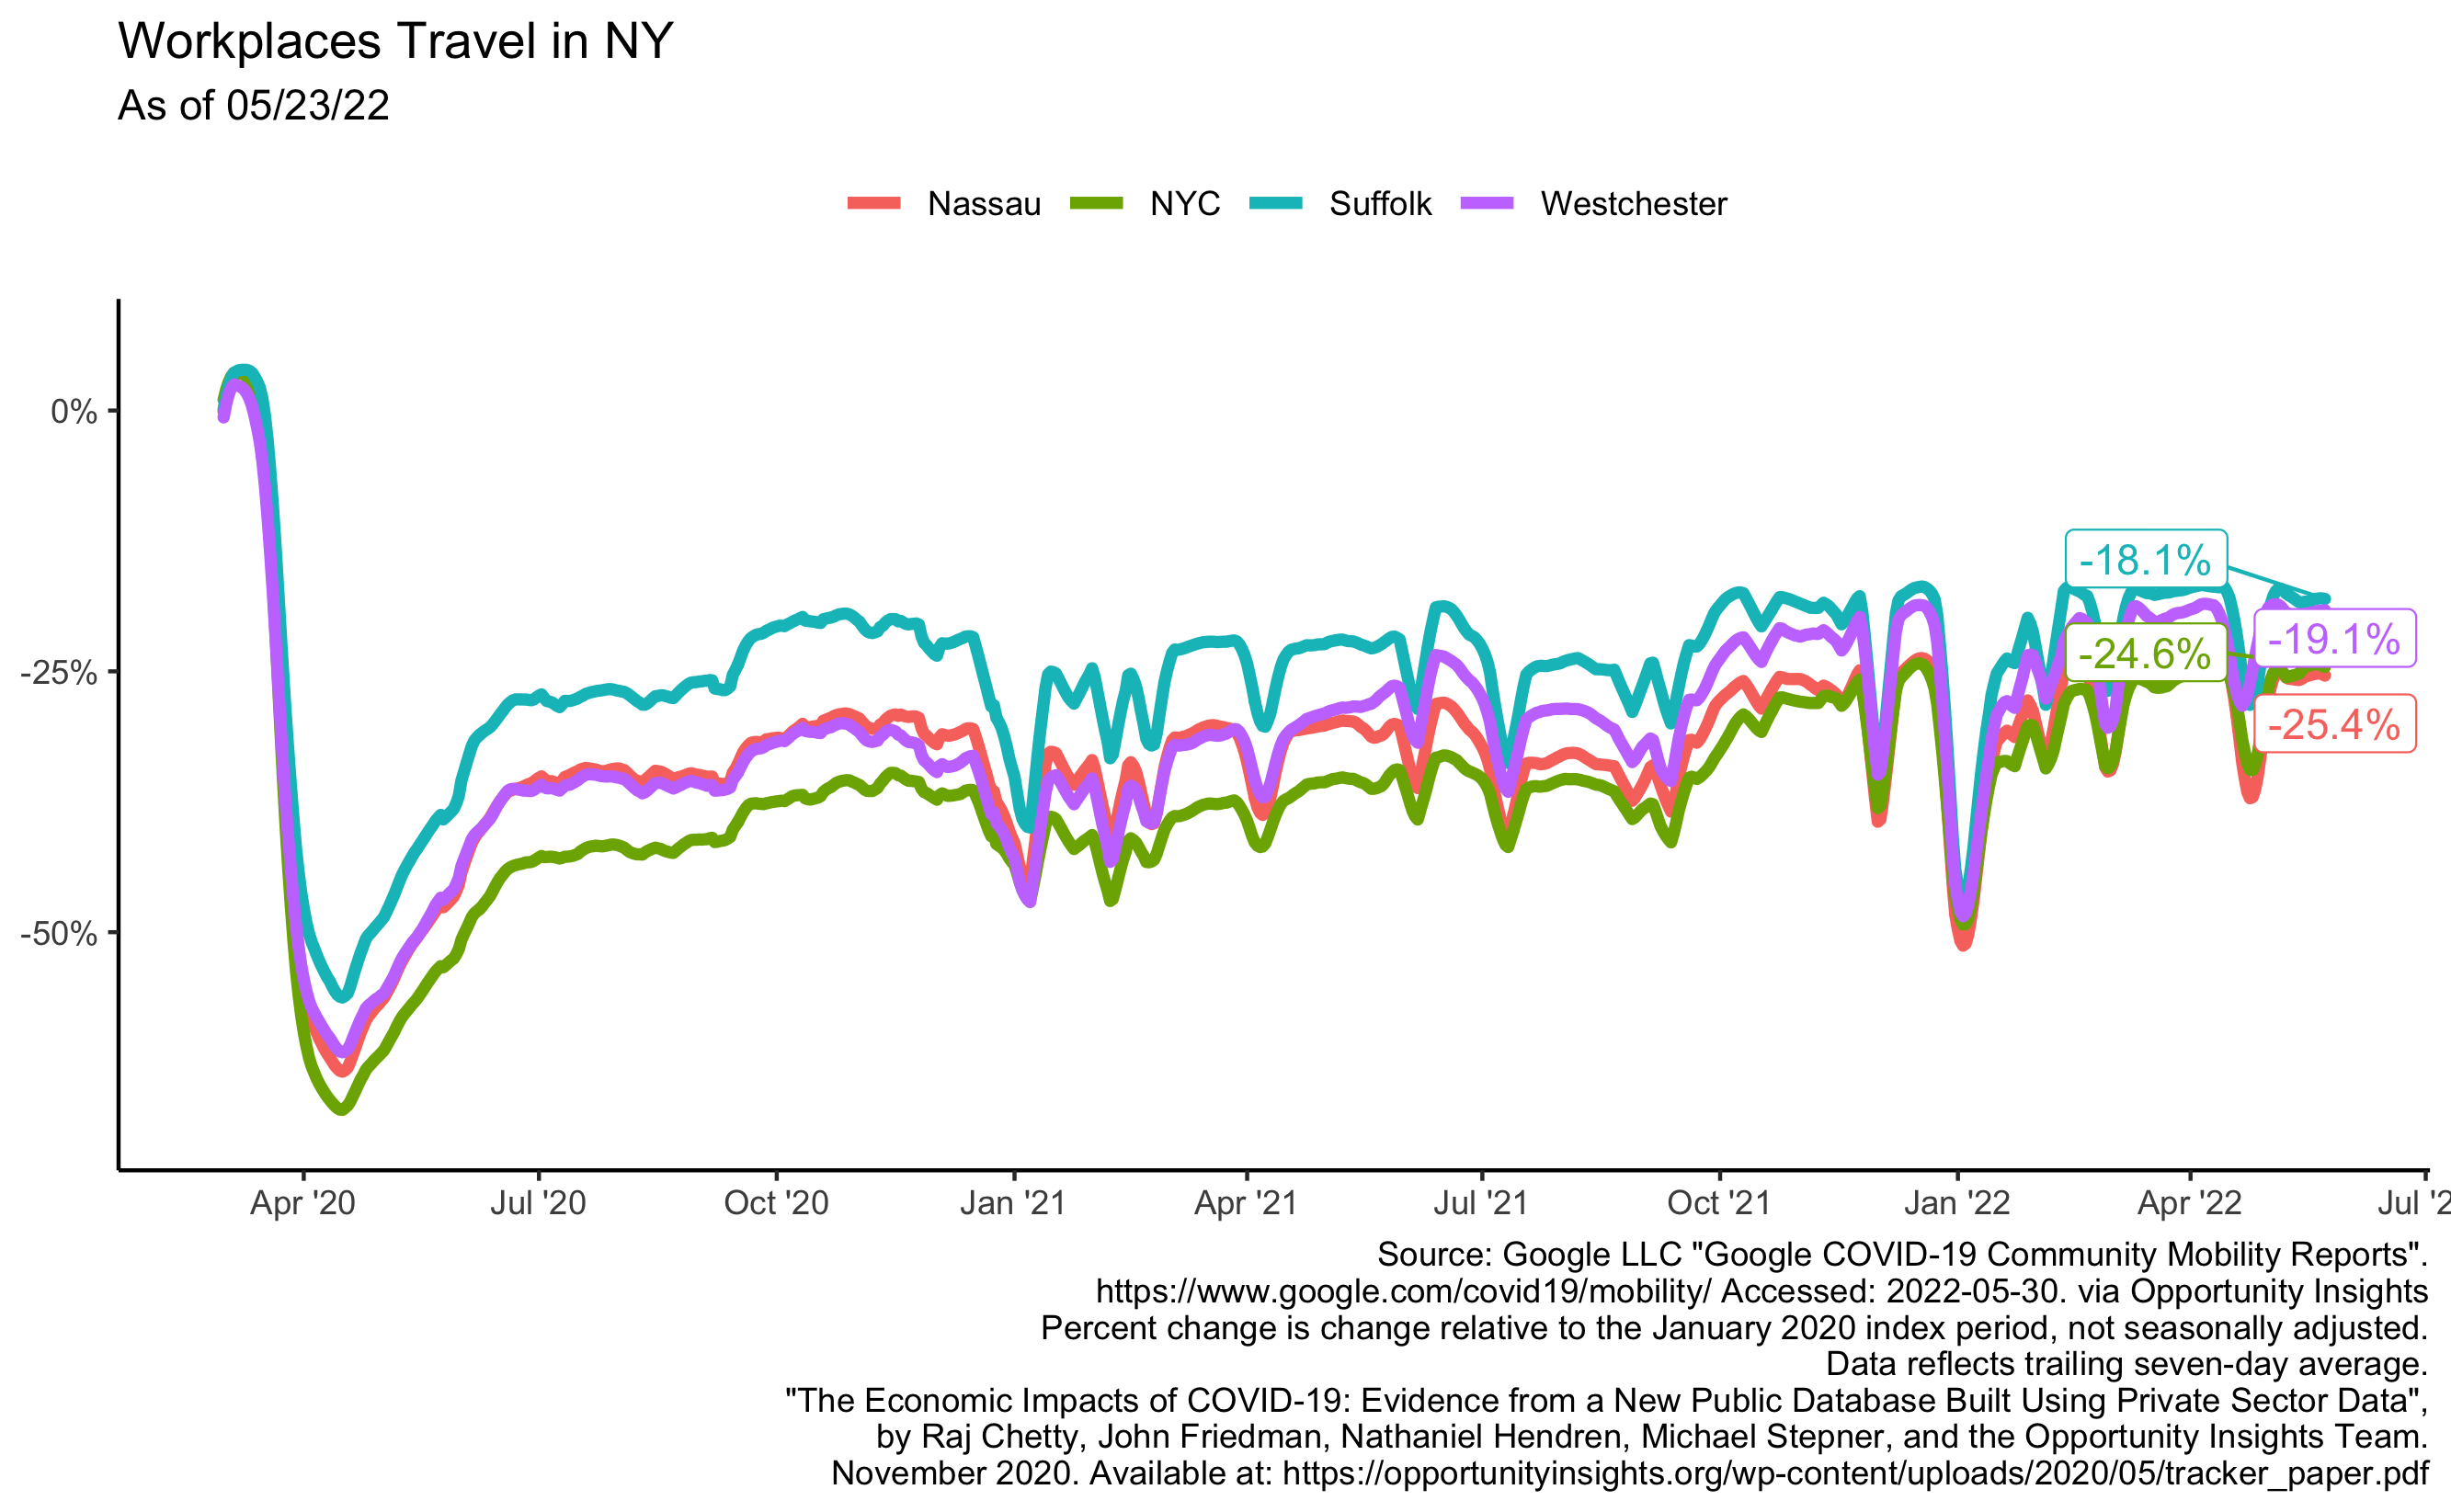 Workplaces Travel in NY
As of 05/23/22
Nassau NYC Suffolk Westchester
0%
-25%
-50%
-18.1%
-19.1%
-24.6%
-25.4%
Apr '20 Jul '20 Oct '20 Jan '21 Apr '21 Jul '21 Oct '21 Jan '22 Apr '22 Jul '2
Source: Google LLC "Google COVID-19 Community Mobility Reports".
https://www.google.com/covid19/mobility/ Accessed: 2022-05-30. via Opportunity Insights
Percent change is change relative to the January 2020 index period, not seasonally adjusted.
Data reflects trailing seven-day average.
"The Economic Impacts of COVID-19: Evidence from a New Public Database Built Using Private Sector Data",
by Raj Chetty, John Friedman, Nathaniel Hendren, Michael Stepner, and the Opportunity Insights Team.
November 2020. Available at: https://opportunityinsights.org/wp-content/uploads/2020/05/tracker_paper.pdf